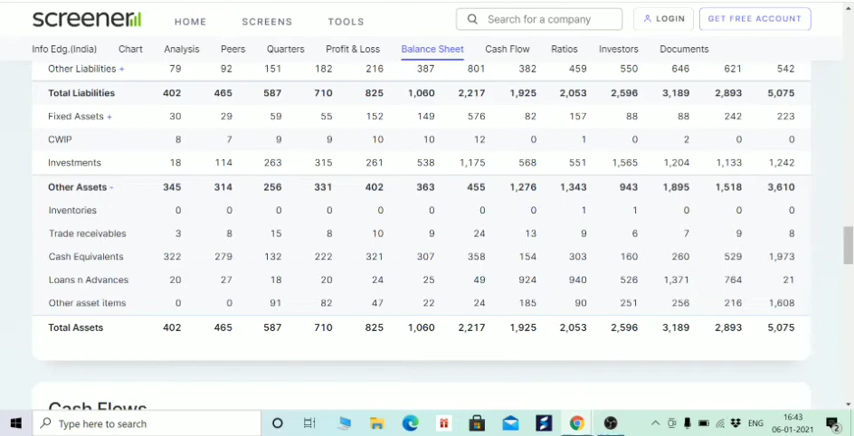 screener
HOME SCREENS TOOLS
Search for a company
LOGIN
GET FREE ACCOUNT
Info Edg.(India) Chart Analysis Peers Quarters Profit & Loss Balance Sheet Cash Flow Ratios Investors Documents
Other Liabilities + 79 92 151 182 216 387 801 382 459 550 646 621 542
Total Liabilities 402 465 587 710 825 1,060 2,217 1,925 2,053 2,596 3,189 2,893 5,075
Fixed Assets + 30 29 59 55 152 149 576 82 157 88 88 242 223
CWIP 8 7 9 9 10 10 12 0 1 0 2 0 0
Investments 18 114 263 315 261 538 1,175 568 551 1,565 1,204 1,133 1,242
Other Assets - 345 314 256 331 402 363 455 1,276 1,343 943 1,895 1,518 3,610
Inventories 0 0 0 0 0 0 0 0 1 1 0 0 0
Trade receivables 3 8 15 8 10 9 24 13 9 6 7 9 8
Cash Equivalents 322 279 132 222 321 307 358 154 303 160 260 529 1,973
Loans n Advances 20 27 18 20 24 25 49 924 940 526 1,371 764 21
Other asset items 0 0 91 82 47 22 24 185 90 251 256 216 1,608
Total Assets 402 465 587 710 825 1,060 2,217 1,925 2,053 2,596 3,189 2,893 5,075
Cash Flows
Type here to search
ENG
16:43
06-01-2021
2